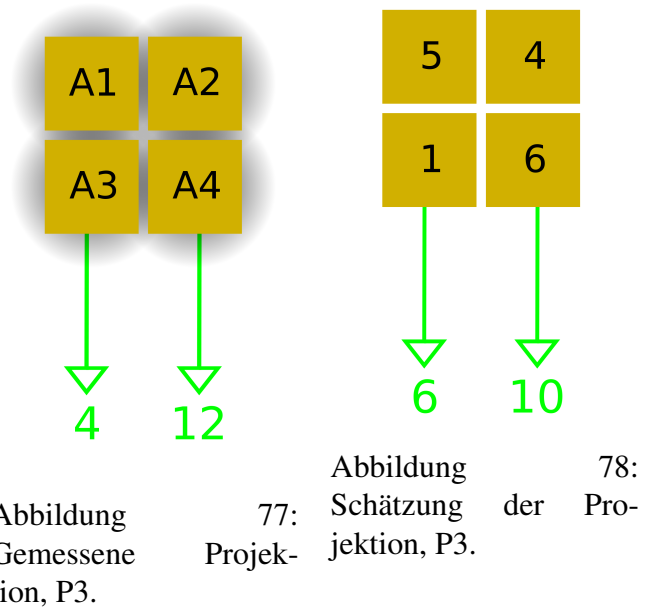 A1 A2
A3 A4
4 12
Abbildung 77:
Gemessene Projek-
tion, P3.
5 4
1 6
6 10
Abbildung 78:
Schätzung der Pro-
jektion, P3.